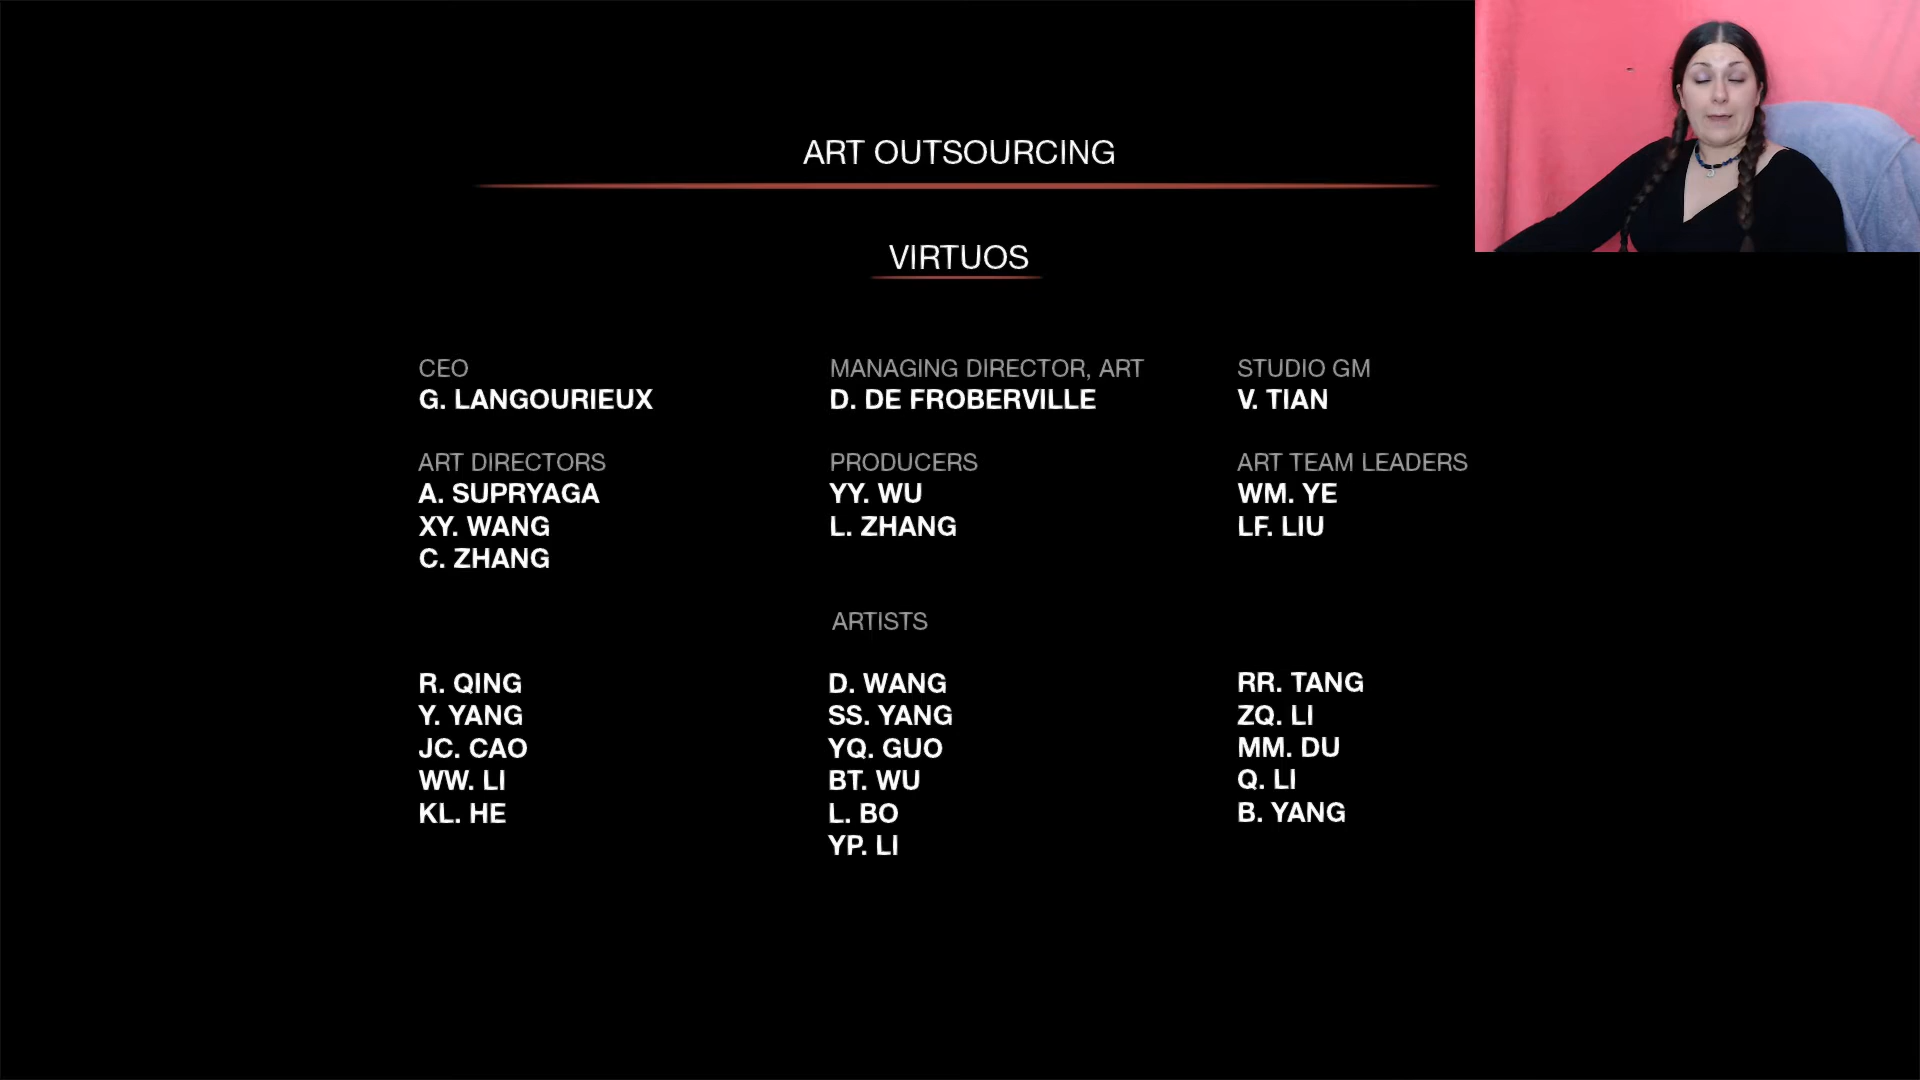 ART OUTSOURCING
VIRTUOS
CEO
G. LANGOURIEUX
MANAGING DIRECTOR, ART
D. DE FROBERVILLE
STUDIO GM
V. TIAN
ART DIRECTORS
A. SUPRYAGA
XY. WANG
C. ZHANG
PRODUCERS
YY. WU
L. ZHANG
ART TEAM LEADERS
WM. YE
LF. LIU
ARTISTS
R. QING
Y. YANG
JC. CAO
WW. LI
KL. HE
D. WANG
SS. YANG
YQ. GUO
BT. WU
L. BO
YP. LI
RR. TANG
ZQ. LI
MM. DU
Q. LI
B. YANG